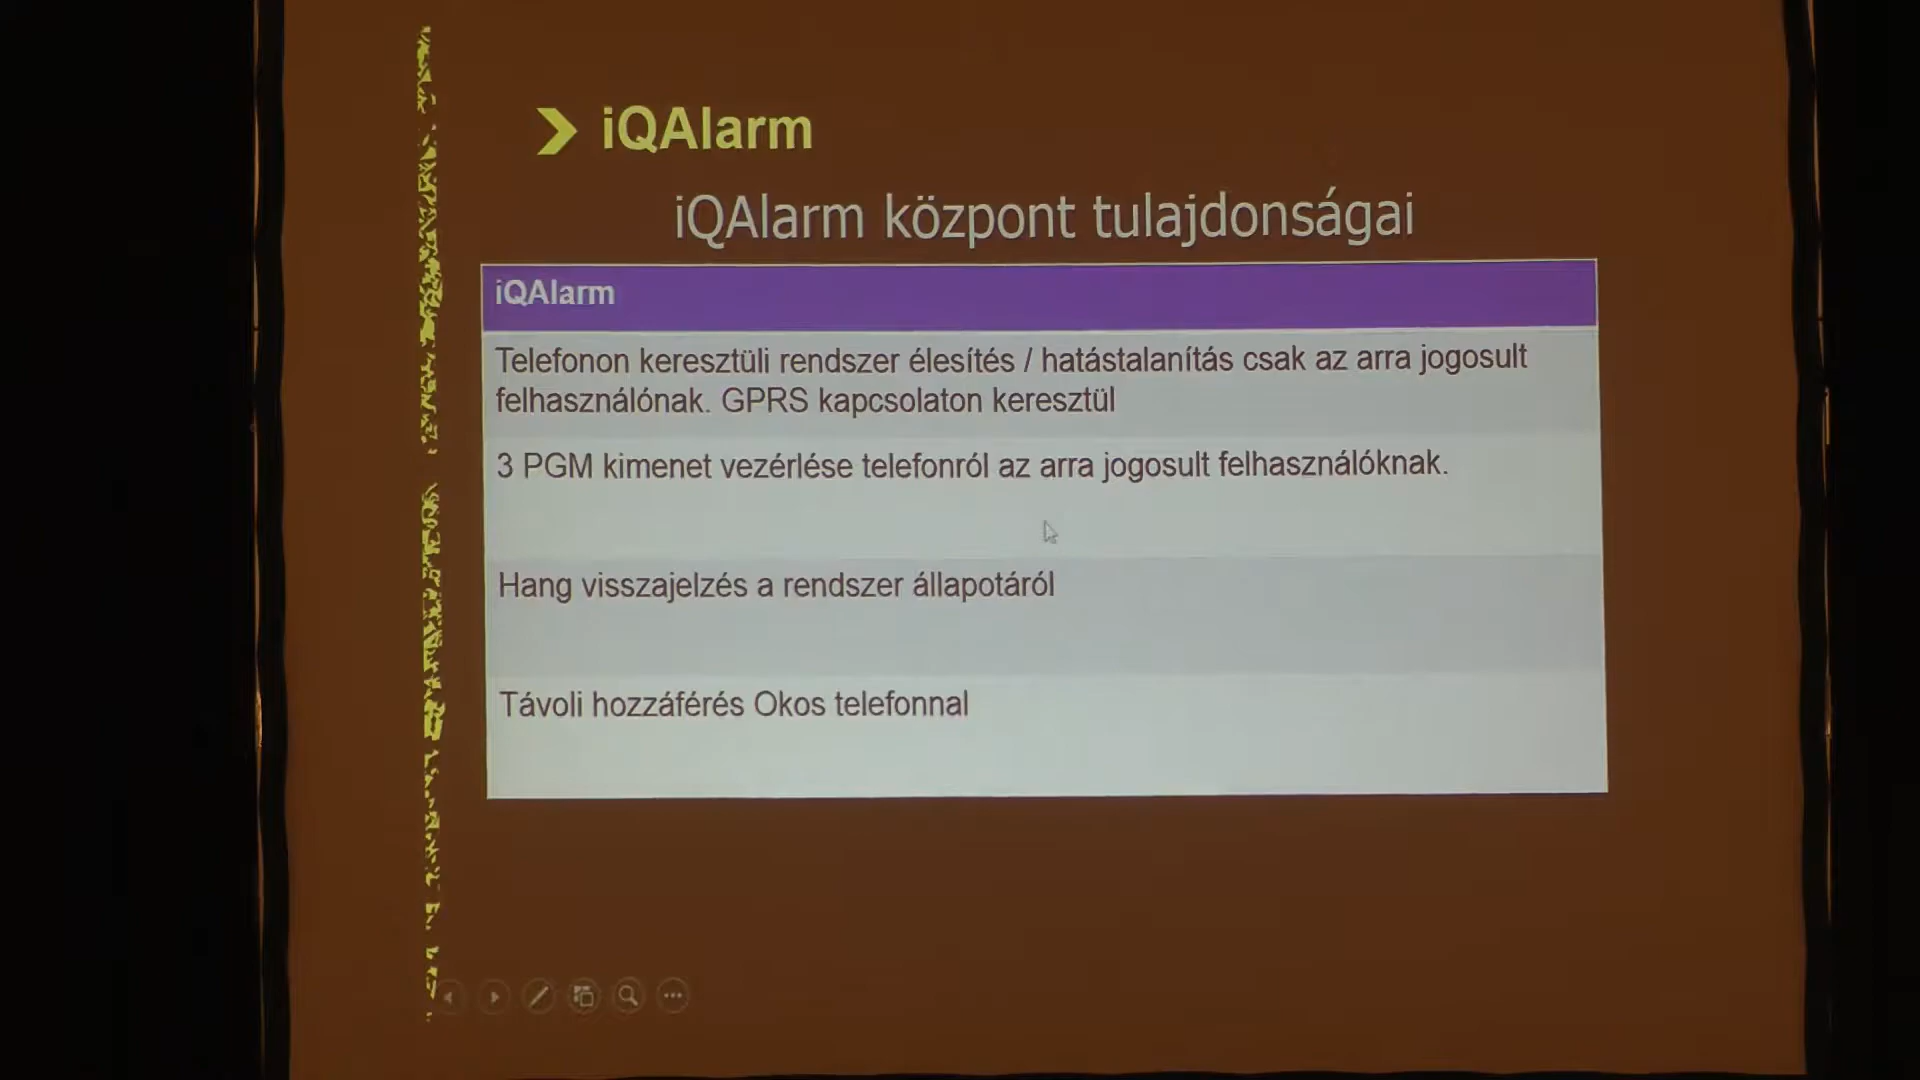 iQAlarm
iQAlarm központ tulajdonságai
iQAlarm
Telefonon keresztüli rendszer élesítés / hatástalanítás csak az arra jogosult
felhasználónak. GPRS kapcsolaton keresztül
3 PGM kimenet vezérlése telefonról az arra jogosult felhasználóknak.
Hang visszajelzés a rendszer állapotáról
Távoli hozzáférés Okos telefonnal